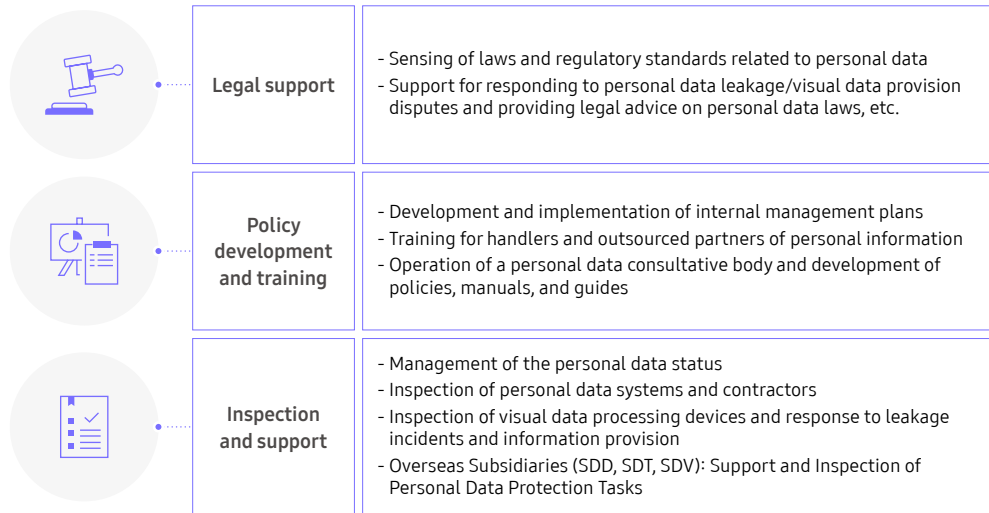 Legal support
- Sensing of laws and regulatory standards related to personal data
- Support for responding to personal data leakage/visual data provision
disputes and providing legal advice on personal data laws, etc.
Policy
development
and training
- Development and implementation of internal management plans
- Training for handlers and outsourced partners of personal information
- Operation of a personal data consultative body and development of
policies, manuals, and guides
Inspection
and support
- Management of the personal data status
- Inspection of personal data systems and contractors
- Inspection of visual data processing devices and response to leakage
incidents and information provision
- Overseas Subsidiaries (SDD, SDT, SDV): Support and Inspection of
Personal Data Protection Tasks